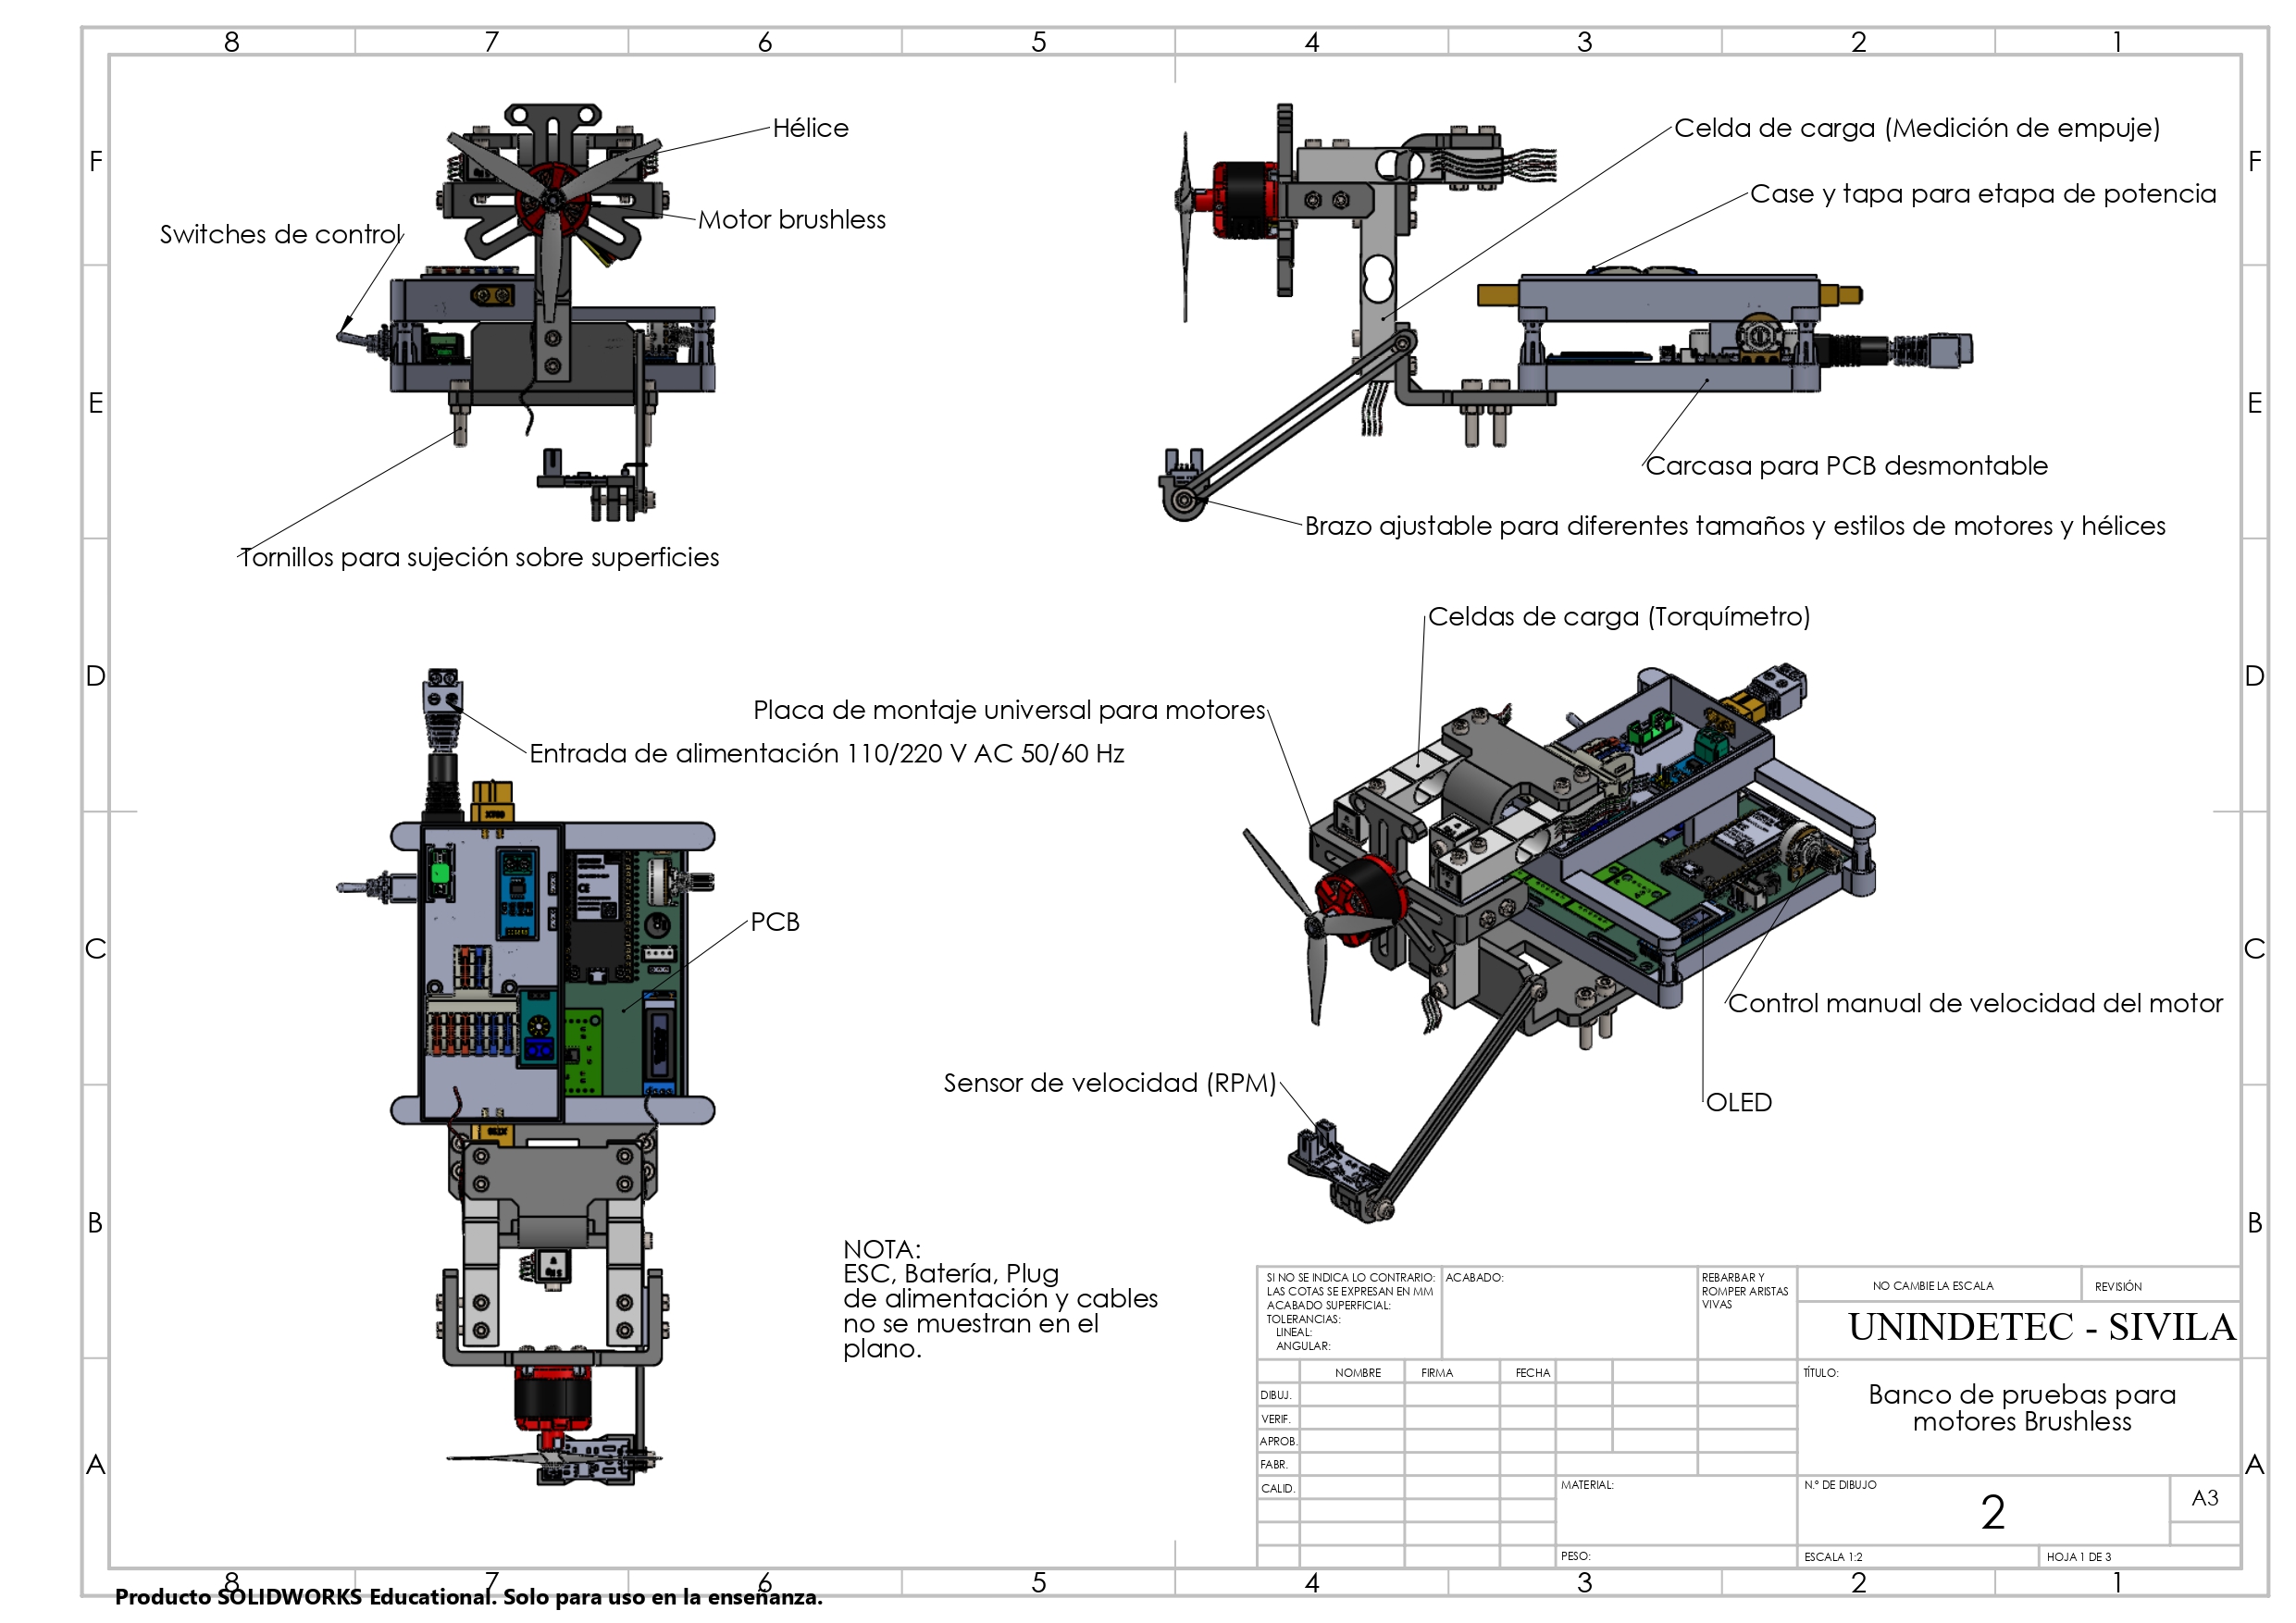 8 7 6 5 4 3 2 1
F F
Hélice
Motor brushless
Switches de control
Celda de carga (Medición de empuje)
Case y tapa para etapa de potencia
E E
Carcasa para PCB desmontable
Brazo ajustable para diferentes tamaños y estilos de motores y hélices
Tornillos para sujeción sobre superficies
Celdas de carga (Torquímetro)
D D
Placa de montaje universal para motores
Entrada de alimentación 110/220 V AC 50/60 Hz
PCB
C C
Control manual de velocidad del motor
Sensor de velocidad (RPM)
OLED
B B
NOTA:
ESC, Batería, Plug
de alimentación y cables
no se muestran en el
plano.
SI NO SE INDICA LO CONTRARIO:
LAS COTAS SE EXPRESAN EN MM
ACABADO SUPERFICIAL:
TOLERANCIAS:
LINEAL:
ANGULAR:
ACABADO:
REBARBAR Y
ROMPER ARISTAS
VIVAS
NO CAMBIE LA ESCALA
REVISIÓN
UNINDETEC - SIVILA
NOMBRE FIRMA FECHA
DIBUJ.
VERIF.
APROB.
FABR.
CALID.
TÍTULO:
Banco de pruebas para
motores Brushless
A A
MATERIAL:
N.º DE DIBUJO
2
A3
PESO:
ESCALA 1:2
HOJA 1 DE 3
8 7 6 5 4 3 2 1
Producto SOLIDWORKS Educational. Solo para uso en la enseñanza.